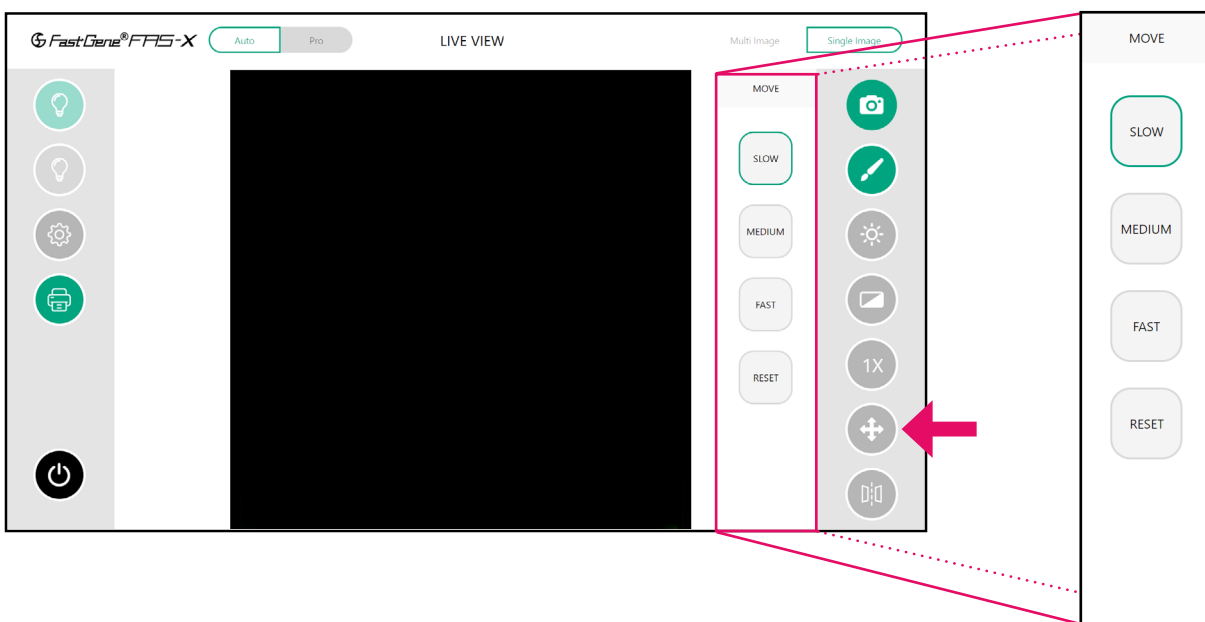 FastGene® FAS-X
Auto
Pro
LIVE VIEW
Multi Image
Single Image
MOVE
SLOW
MEDIUM
FAST
RESET
1X
MOVE
SLOW
MEDIUM
FAST
RESET